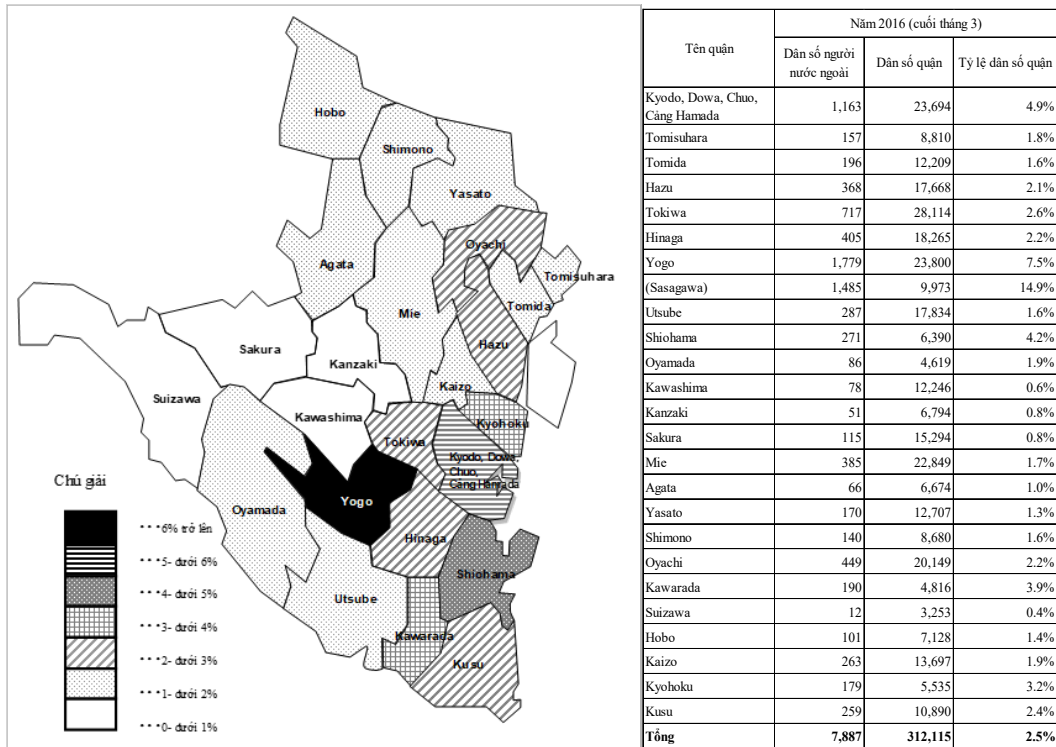 Hobo
Shimono
Yasato
Oyachi
Tomisuhara
Agata
Tomida
Mie
Hazu
Sakura
Kanzaki
Kaizo
Suizawa
Kawashima
Kyohoku
Tokiwa
Kyodo, Dowa,
Chuo,
Cảng Hamada
Chú giải
Yogo
Oyamada
Hinaga
Shiohama
Utsube
Kawarada
Kusu
•••6% trở lên
•••5- dưới 6%
•••4- dưới 5%
•••3- dưới 4%
•••2- dưới 3%
•••1- dưới 2%
•••0- dưới 1%
Tên quận Năm 2016 (cuối tháng 3)
Dân số người nước ngoài Dân số quận Tỷ lệ dân số quận
Kyodo, Dowa, Chuo,
Cảng Hamada 1,163 23,694 4.9%
Tomisuhara 157 8,810 1.8%
Tomida 196 12,209 1.6%
Hazu 368 17,668 2.1%
Tokiwa 717 28,114 2.6%
Hinaga 405 18,265 2.2%
Yogo 1,779 23,800 7.5%
(Sasagawa) 1,485 9,973 14.9%
Utsube 287 17,834 1.6%
Shiohama 271 6,390 4.2%
Oyamada 86 4,619 1.9%
Kawashima 78 12,246 0.6%
Kanzaki 51 6,794 0.8%
Sakura 115 15,294 0.8%
Mie 385 22,849 1.7%
Agata 66 6,674 1.0%
Yasato 170 12,707 1.3%
Shimono 140 8,680 1.6%
Oyachi 449 20,149 2.2%
Kawarada 190 4,816 3.9%
Suizawa 12 3,253 0.4%
Hobo 101 7,128 1.4%
Kaizo 263 13,697 1.9%
Kyohoku 179 5,535 3.2%
Kusu 259 10,890 2.4%
Tổng 7,887 312,115 2.5%